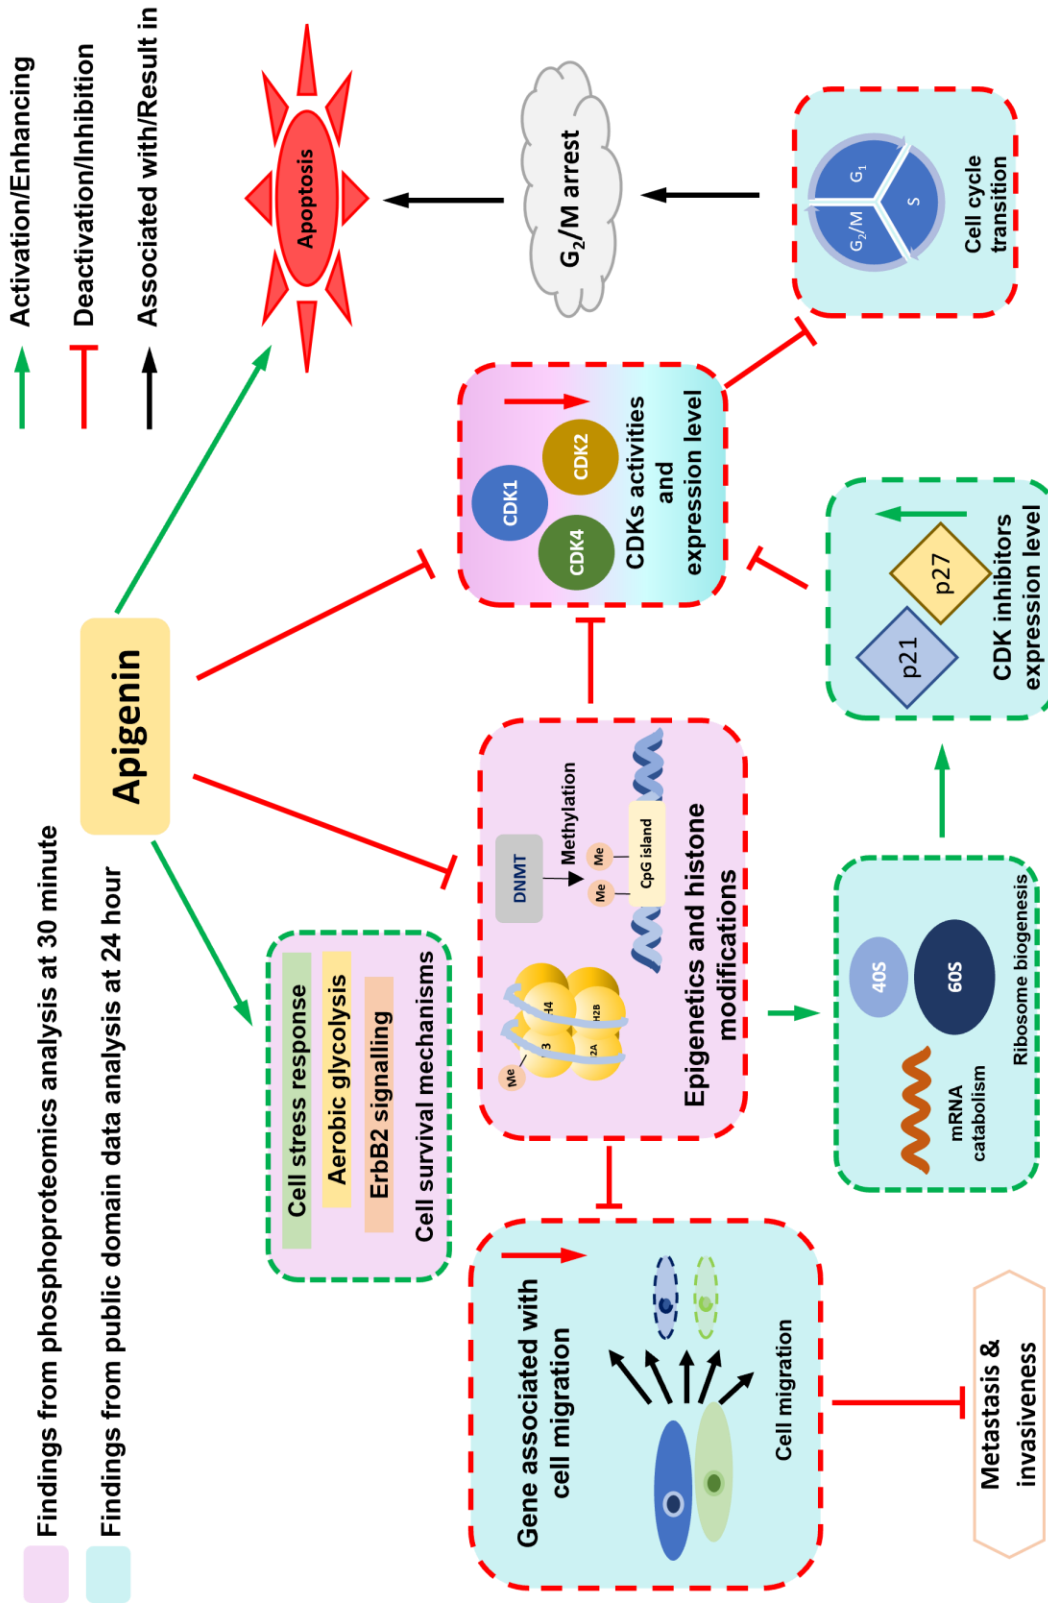 Findings from phosphoproteomics analysis at 30 minute
Findings from public domain data analysis at 24 hour
Activation/Enhancing
Deactivation/Inhibition
Associated with/Result in
Apigenin
Cell stress response
Aerobic glycolysis
ErbB2 signalling
Cell survival mechanisms
Apoptosis
Gene associated with
cell migration
Cell migration
Me
H4
H2B
DNMT
Methylation
Me
Me
CpG island
Epigenetics and histone
modifications
CDK1
CDK4
CDK2
CDKs activities
and
expression level
G₂/M arrest
Metastasis &
invasiveness
mRNA
catabolism
40S
60S
Ribosome biogenesis
p21
p27
CDK inhibitors
expression level
G₂/M
G₁
S
Cell cycle
transition